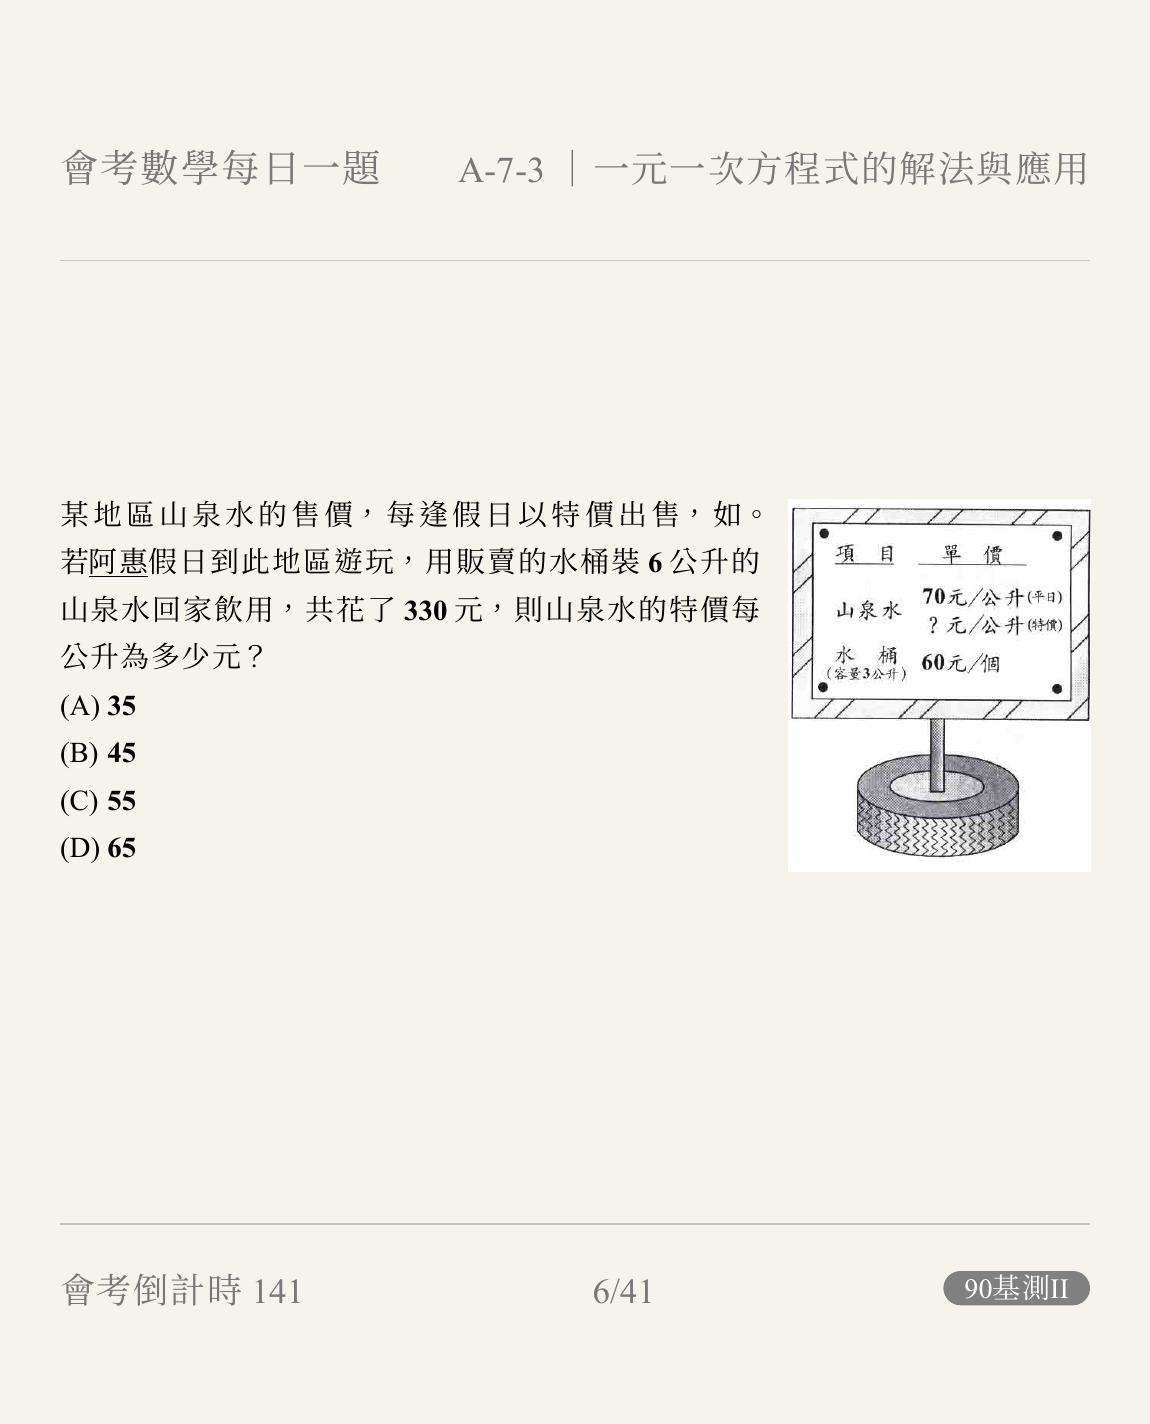 會考數學每日一題
A-7-3｜一元一次方程式的解法與應用
某地區山泉水的售價，每逢假日以特價出售，如。
若阿惠假日到此地區遊玩，用販賣的水桶裝 6 公升的
山泉水回家飲用，共花了 330 元，則山泉水的特價每
公升為多少元？
(A) 35
(B) 45
(C) 55
(D) 65
項 目 單 價
山泉水 70元/公升(平日)
？元/公升(特價)
水 桶 60元/個
(容量3公升)
會考倒計時 141
6/41
90基測II